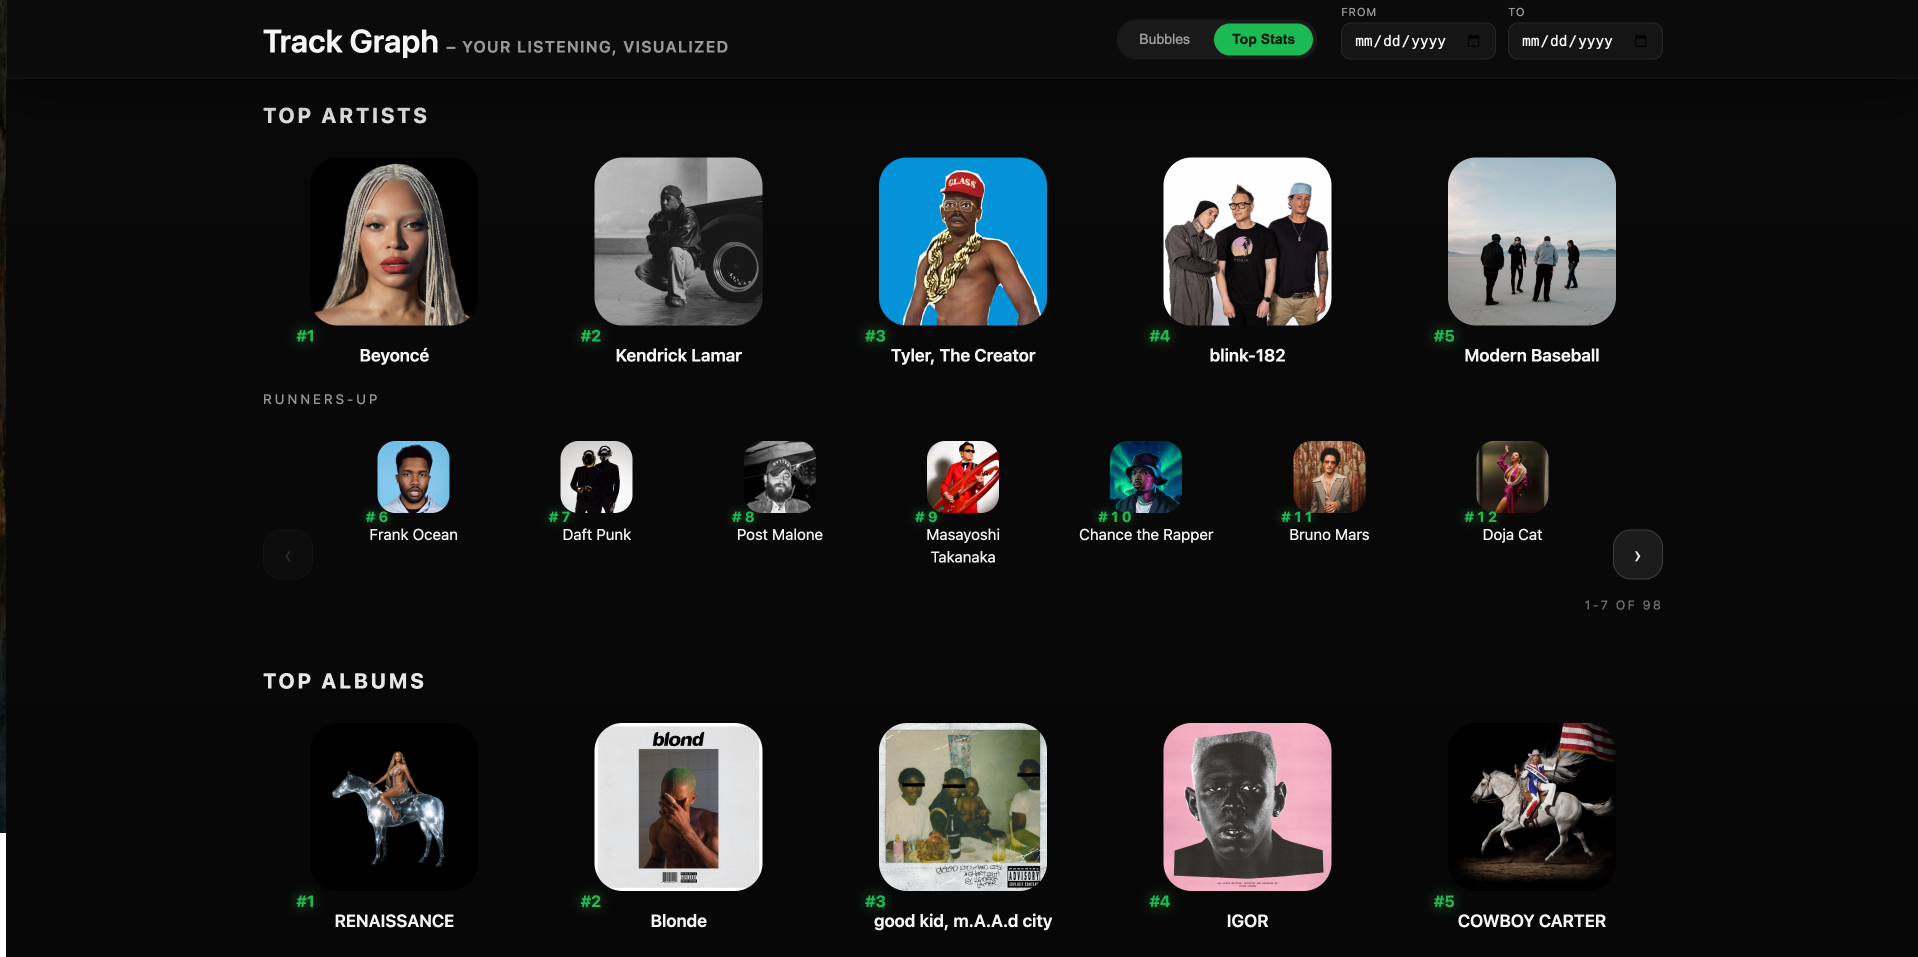 Track Graph – YOUR LISTENING, VISUALIZED
Bubbles
Top Stats
FROM
mm/dd/yyyy
TO
mm/dd/yyyy
TOP ARTISTS
GLASS
#1
Beyoncé
#2
Kendrick Lamar
#3
Tyler, The Creator
#4
blink-182
#5
Modern Baseball
RUNNERS-UP
#6
Frank Ocean
#7
Daft Punk
#8
Post Malone
#9
Masayoshi
Takanaka
#10
Chance the Rapper
#11
Bruno Mars
#12
Doja Cat
‹
›
1-7 OF 98
TOP ALBUMS
blond
ADVISORY
#1
RENAISSANCE
#2
Blonde
#3
good kid, m.A.A.d city
#4
IGOR
#5
COWBOY CARTER